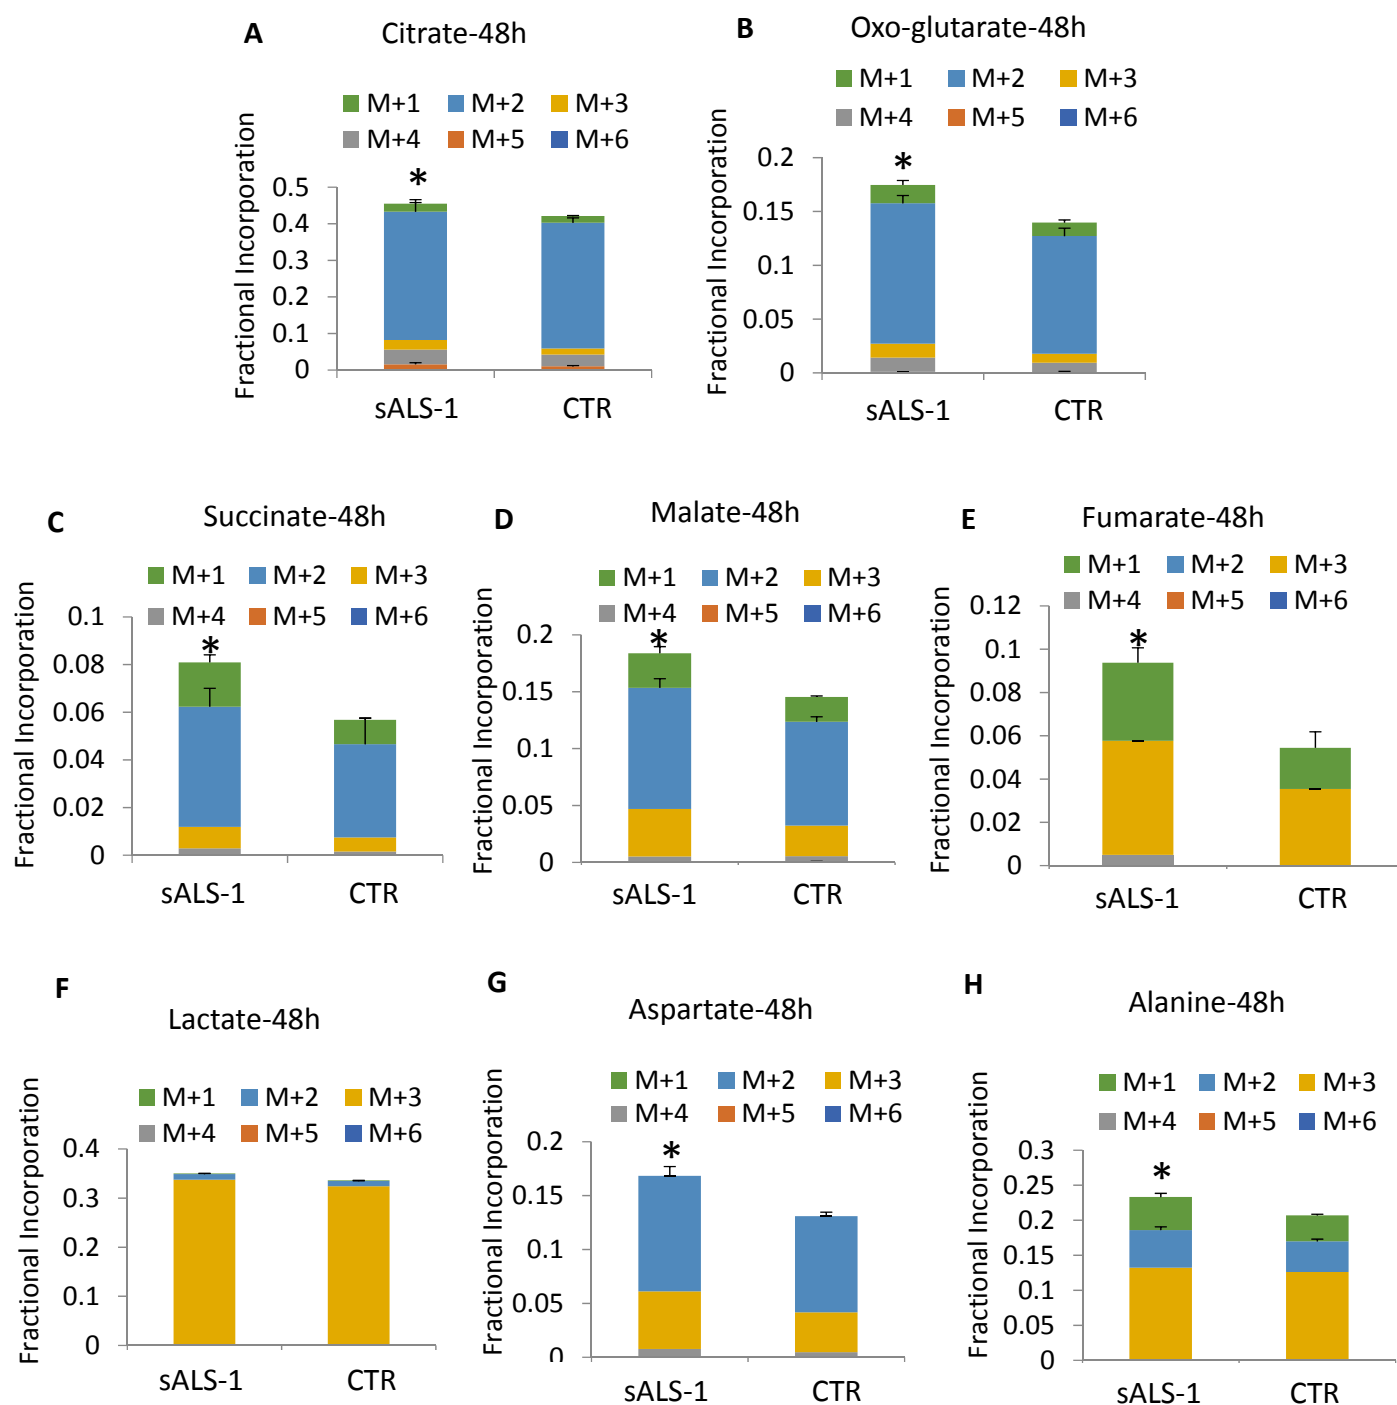 A Citrate-48h
M+1 M+2 M+3
M+4 M+5 M+6
Fractional Incorporation
0.5
0.4
0.3
0.2
0.1
0
*
sALS-1 CTR
B Oxo-glutarate-48h
M+1 M+2 M+3
M+4 M+5 M+6
Fractional Incorporation
0.2
0.15
0.1
0.05
0
*
sALS-1 CTR
C Succinate-48h
M+1 M+2 M+3
M+4 M+5 M+6
Fractional Incorporation
0.1
0.08
0.06
0.04
0.02
0
*
sALS-1 CTR
D Malate-48h
M+1 M+2 M+3
M+4 M+5 M+6
Fractional Incorporation
0.2
0.15
0.1
0.05
0
*
sALS-1 CTR
E Fumarate-48h
M+1 M+2 M+3
M+4 M+5 M+6
Fractional Incorporation
0.12
0.1
0.08
0.06
0.04
0.02
0
*
sALS-1 CTR
F Lactate-48h
M+1 M+2 M+3
M+4 M+5 M+6
Fractional Incorporation
0.4
0.3
0.2
0.1
0
sALS-1 CTR
G Aspartate-48h
M+1 M+2 M+3
M+4 M+5 M+6
Fractional Incorporation
0.2
0.15
0.1
0.05
0
*
sALS-1 CTR
H Alanine-48h
M+1 M+2 M+3
M+4 M+5 M+6
Fractional Incorporation
0.3
0.25
0.2
0.15
0.1
0.05
0
*
sALS-1 CTR